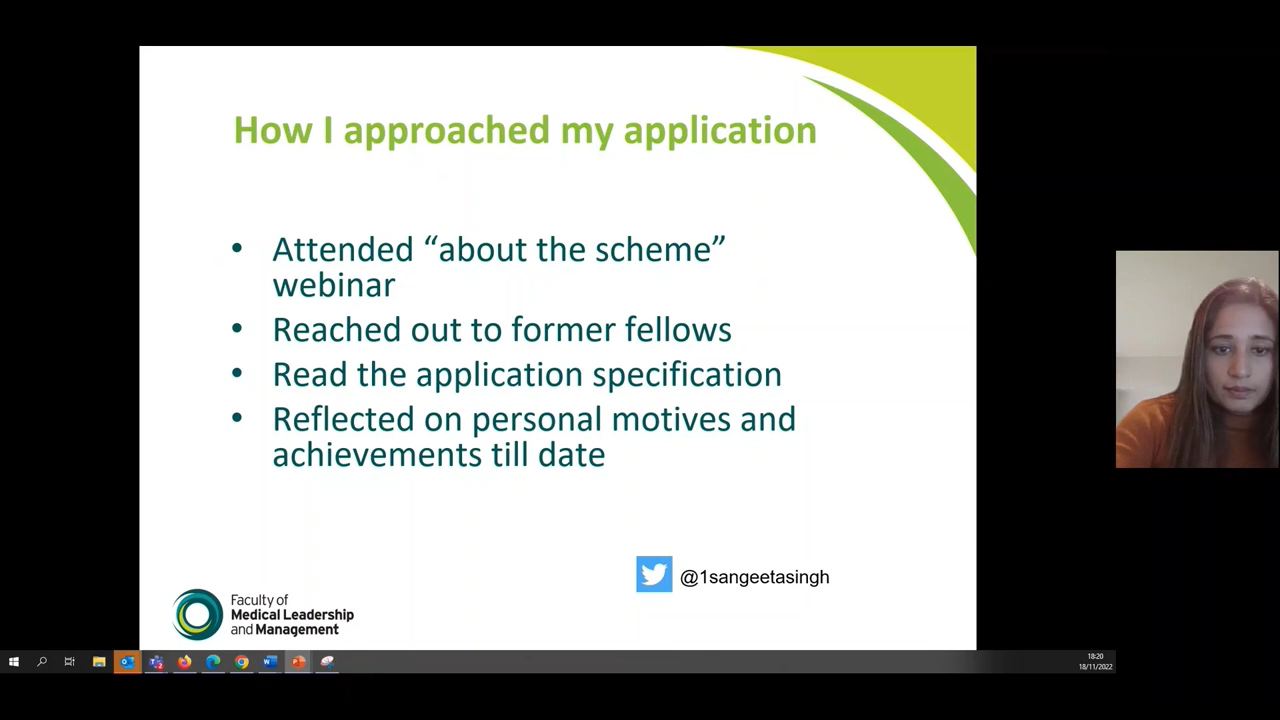 How I approached my application
• Attended “about the scheme”
webinar
• Reached out to former fellows
• Read the application specification
• Reflected on personal motives and
achievements till date
@1sangeetasingh
Faculty of
Medical Leadership
and Management
18:20
18/11/2022